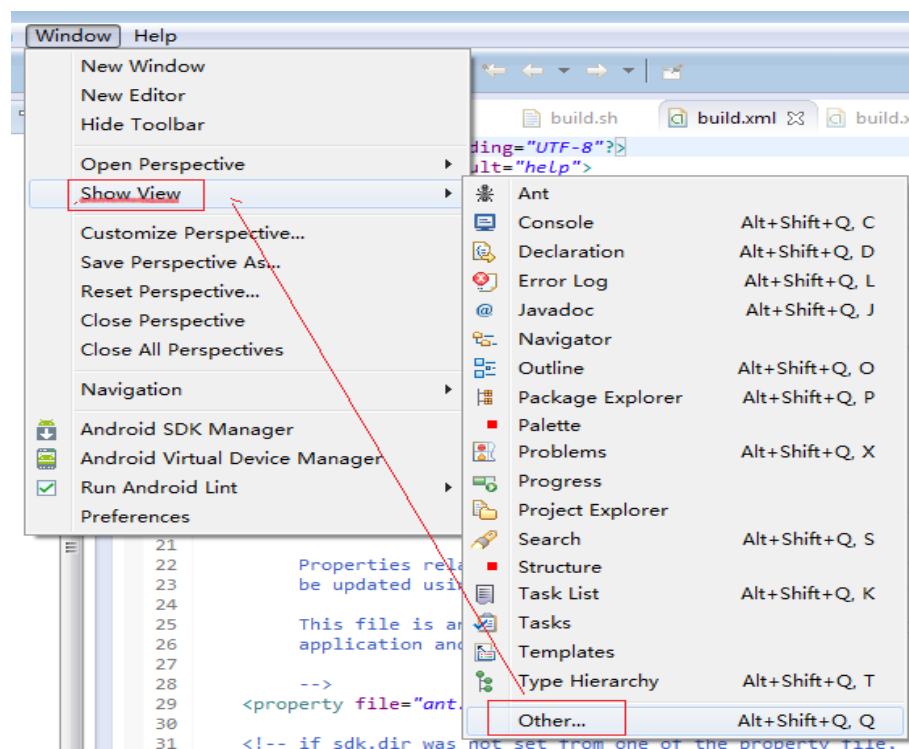 Window Help
New Window
New Editor
Hide Toolbar
Open Perspective
Show View
Customize Perspective...
Save Perspective As...
Reset Perspective...
Close Perspective
Close All Perspectives
Navigation
Android SDK Manager
Android Virtual Device Manager
Run Android Lint
Preferences
build.sh build.xml build.x
ding="UTF-8"?>
ult="help">
Ant
Console Alt+Shift+Q, C
Declaration Alt+Shift+Q, D
Error Log Alt+Shift+Q, L
Javadoc Alt+Shift+Q, J
Navigator
Outline Alt+Shift+Q, O
Package Explorer Alt+Shift+Q, P
Palette
Problems Alt+Shift+Q, X
Progress
Project Explorer
Search Alt+Shift+Q, S
Structure
Task List Alt+Shift+Q, K
Tasks
Templates
Type Hierarchy Alt+Shift+Q, T
Other... Alt+Shift+Q, Q
21
22 Properties rela
23 be updated usi
24
25 This file is an
26 application and
27
28 -->
29 <property file="ant.
30
31 <!-- if sdk.dir was not set from one of the property file,